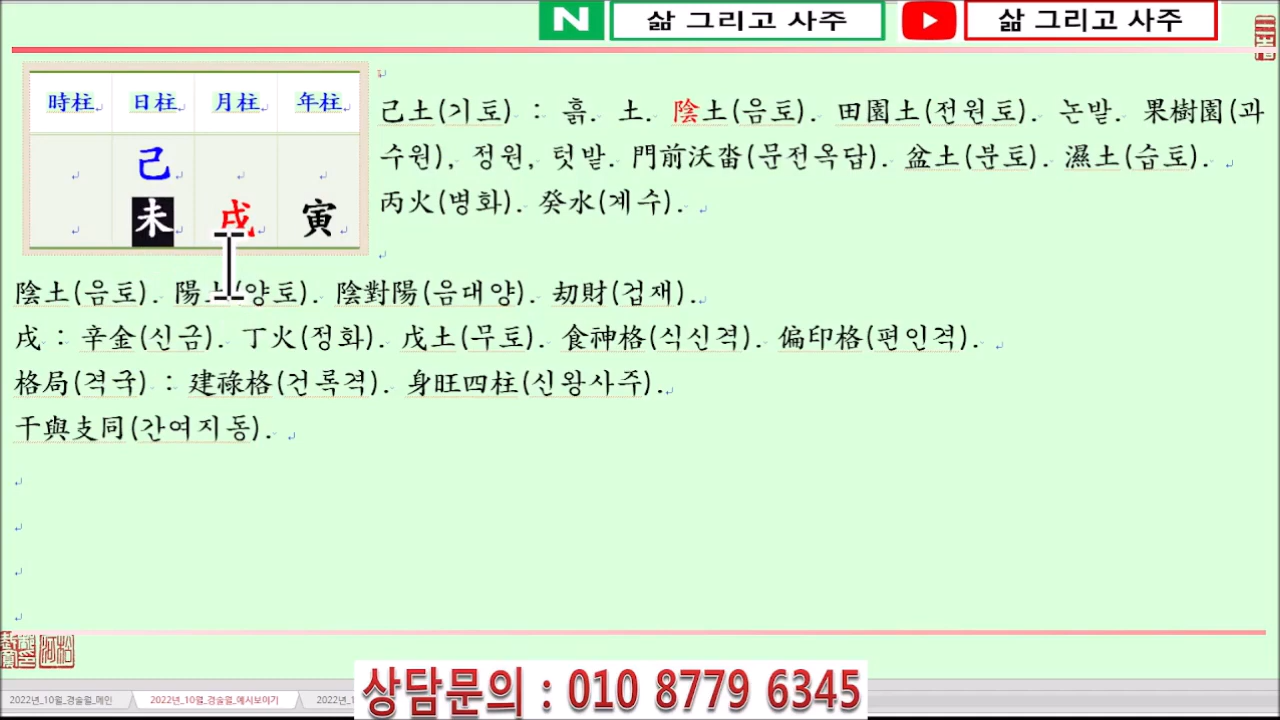 N 삶 그리고 사주 삶 그리고 사주
時柱 日柱 月柱 年柱
己
未 戌 寅
己土(기토) : 흙. 土. 陰土(음토). 田園土(전원토). 논밭. 果樹園(과
수원), 정원, 텃밭. 門前沃畓(문전옥답). 盆土(분토). 濕土(습토).
丙火(병화). 癸水(계수).
陰土(음토). 陽土(양토). 陰對陽(음대양). 劫財(겁재).
戌 : 辛金(신금). 丁火(정화). 戊土(무토). 食神格(식신격). 偏印格(편인격).
格局(격국) : 建祿格(건록격). 身旺四柱(신왕사주).
干與支同(간여지동).
2022년_10월_경술월_메인 2022년_10월_경술월_예시보이기 2022년_1
상담문의 : 010 8779 6345